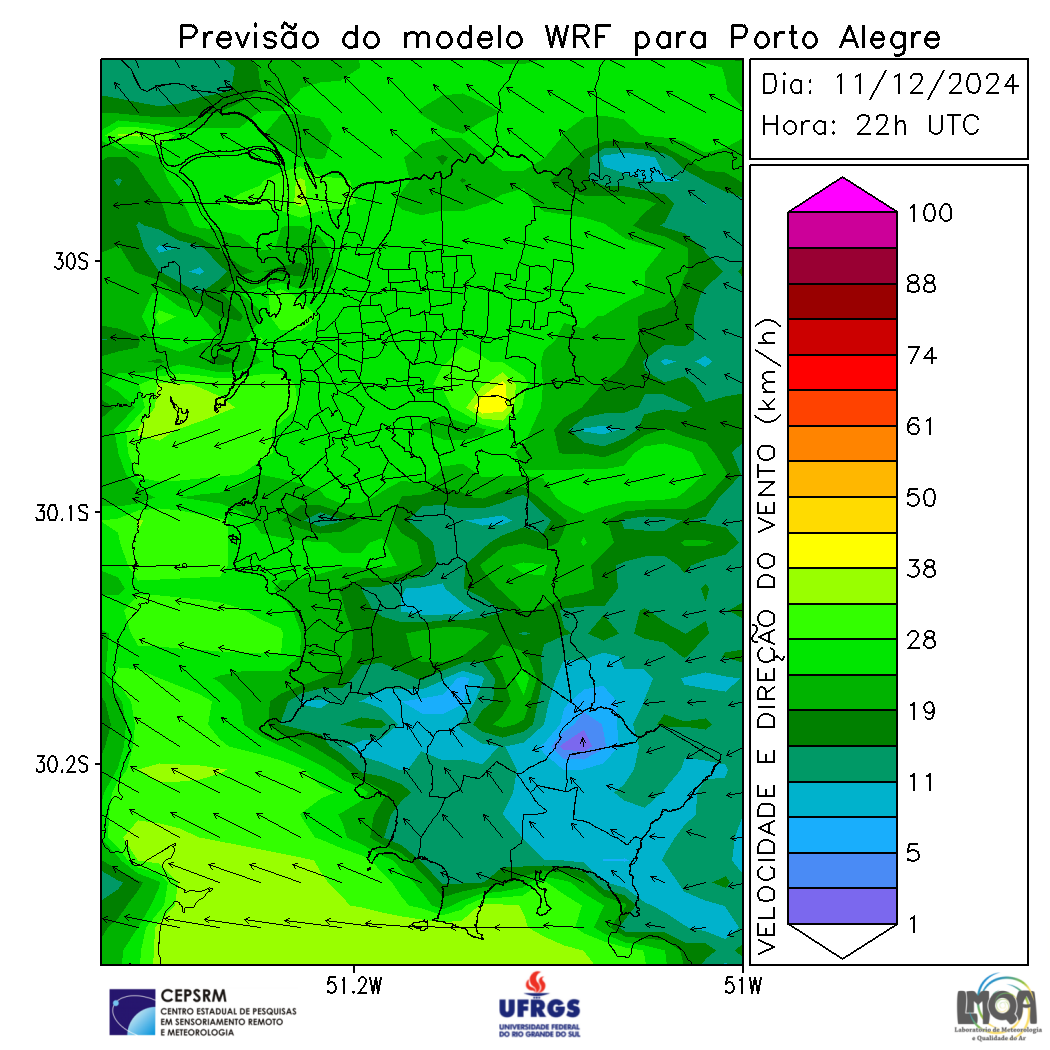 Previsão do modelo WRF para Porto Alegre
Dia: 11/12/2024
Hora: 22h UTC
30S
30.1S
30.2S
51.2W
51W
VELOCIDADE E DIREÇÃO DO VENTO (km/h)
100
88
74
61
50
38
28
19
11
5
1
CEPSRM
CENTRO ESTADUAL DE PESQUISAS
EM SENSORIAMENTO REMOTO
E METEOROLOGIA
UFRGS
UNIVERSIDADE FEDERAL
DO RIO GRANDE DO SUL
LMQA
Laboratório de Meteorologia
e Qualidade do Ar